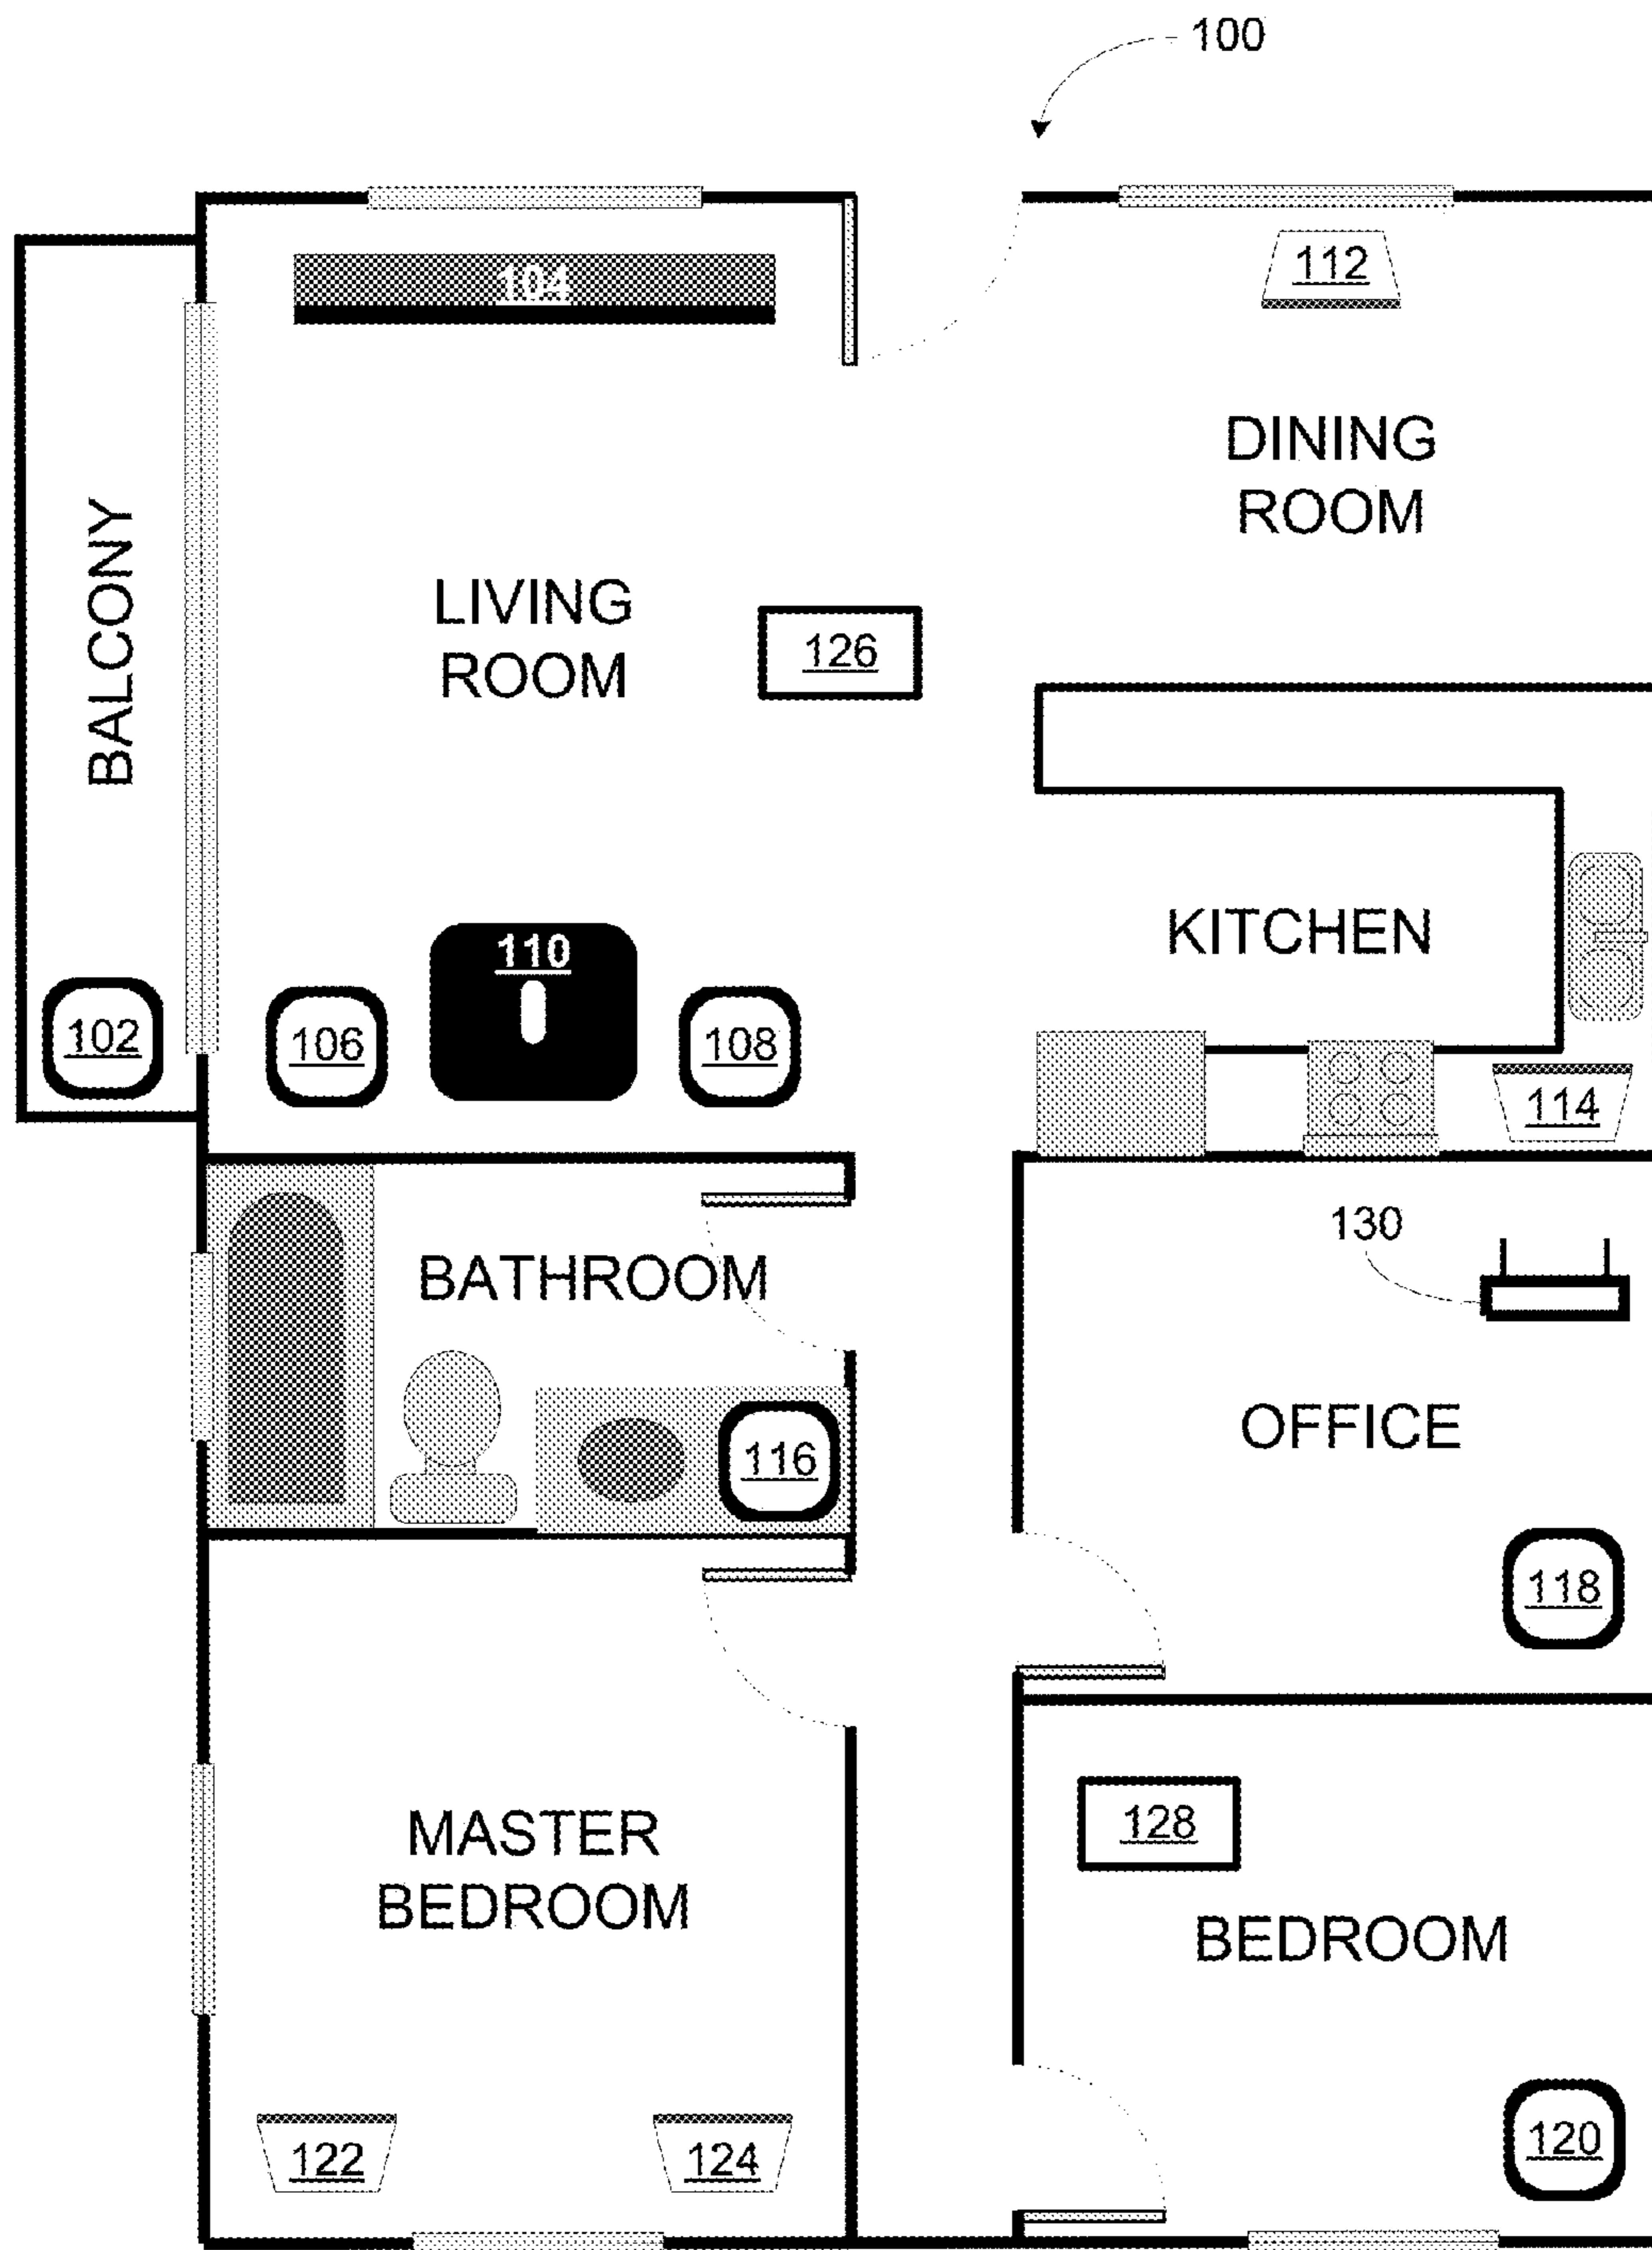 100
104
112
DINING
ROOM
BALCONY
LIVING
ROOM
126
KITCHEN
110
102
106
108
114
130
BATHROOM
OFFICE
116
118
128
MASTER
BEDROOM
BEDROOM
122
124
120